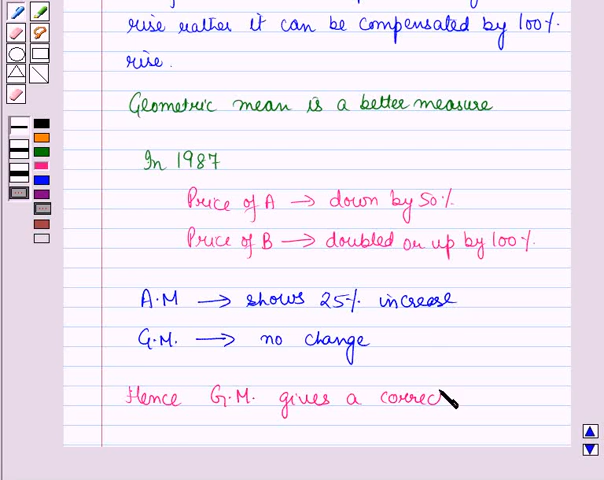 rise rather it can be compensated by 100%
rise.
Geometric mean is a better measure
In 1987
Price of A → down by 50%
Price of B → doubled or up by 100%.
A.M → shows 25% increase
G.M. → no change
Hence G.M. gives a correc